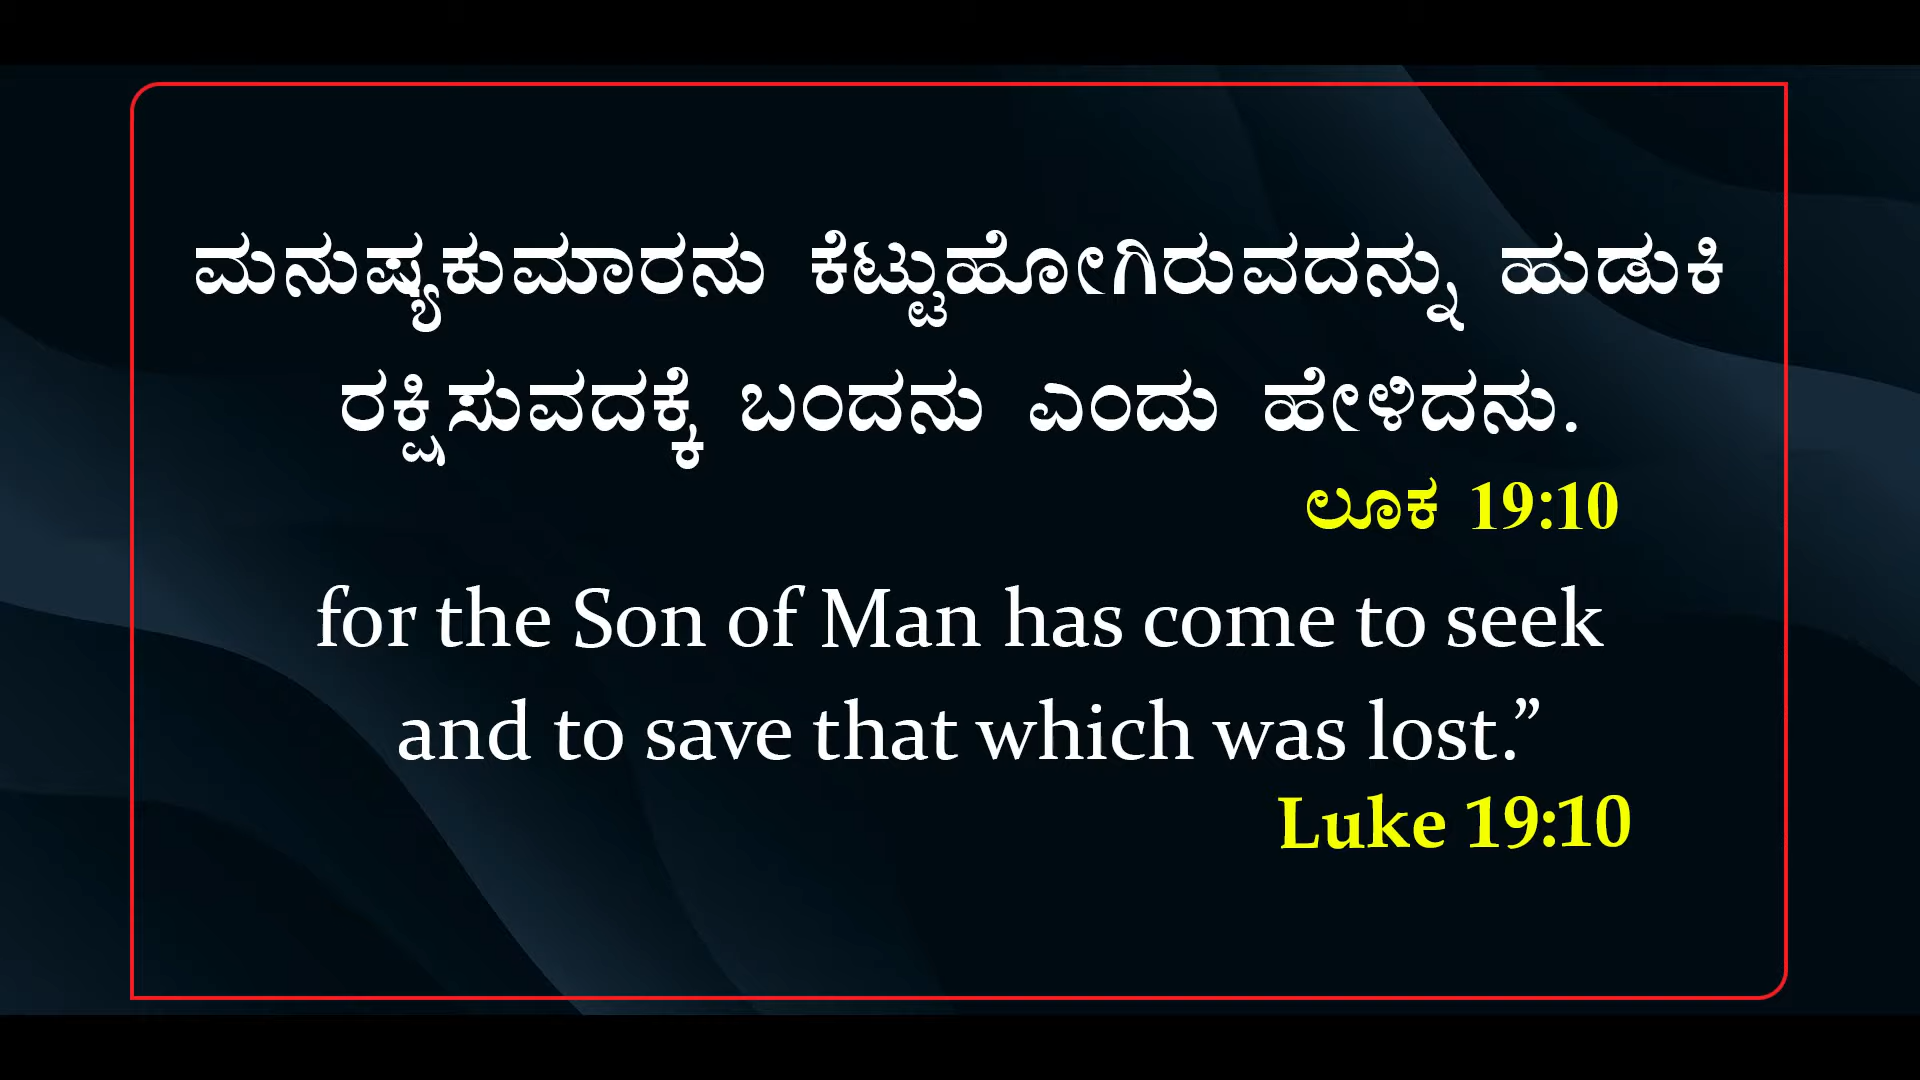 ಮನುಷ್ಯಕುಮಾರನು ಕೆಟ್ಟುಹೋಗಿರುವದನ್ನು ಹುಡುಕಿ
ರಕ್ಷಿಸುವದಕ್ಕೆ ಬಂದನು ಎಂದು ಹೇಳಿದನು.
ಲೂಕ 19:10
for the Son of Man has come to seek
and to save that which was lost.”
Luke 19:10